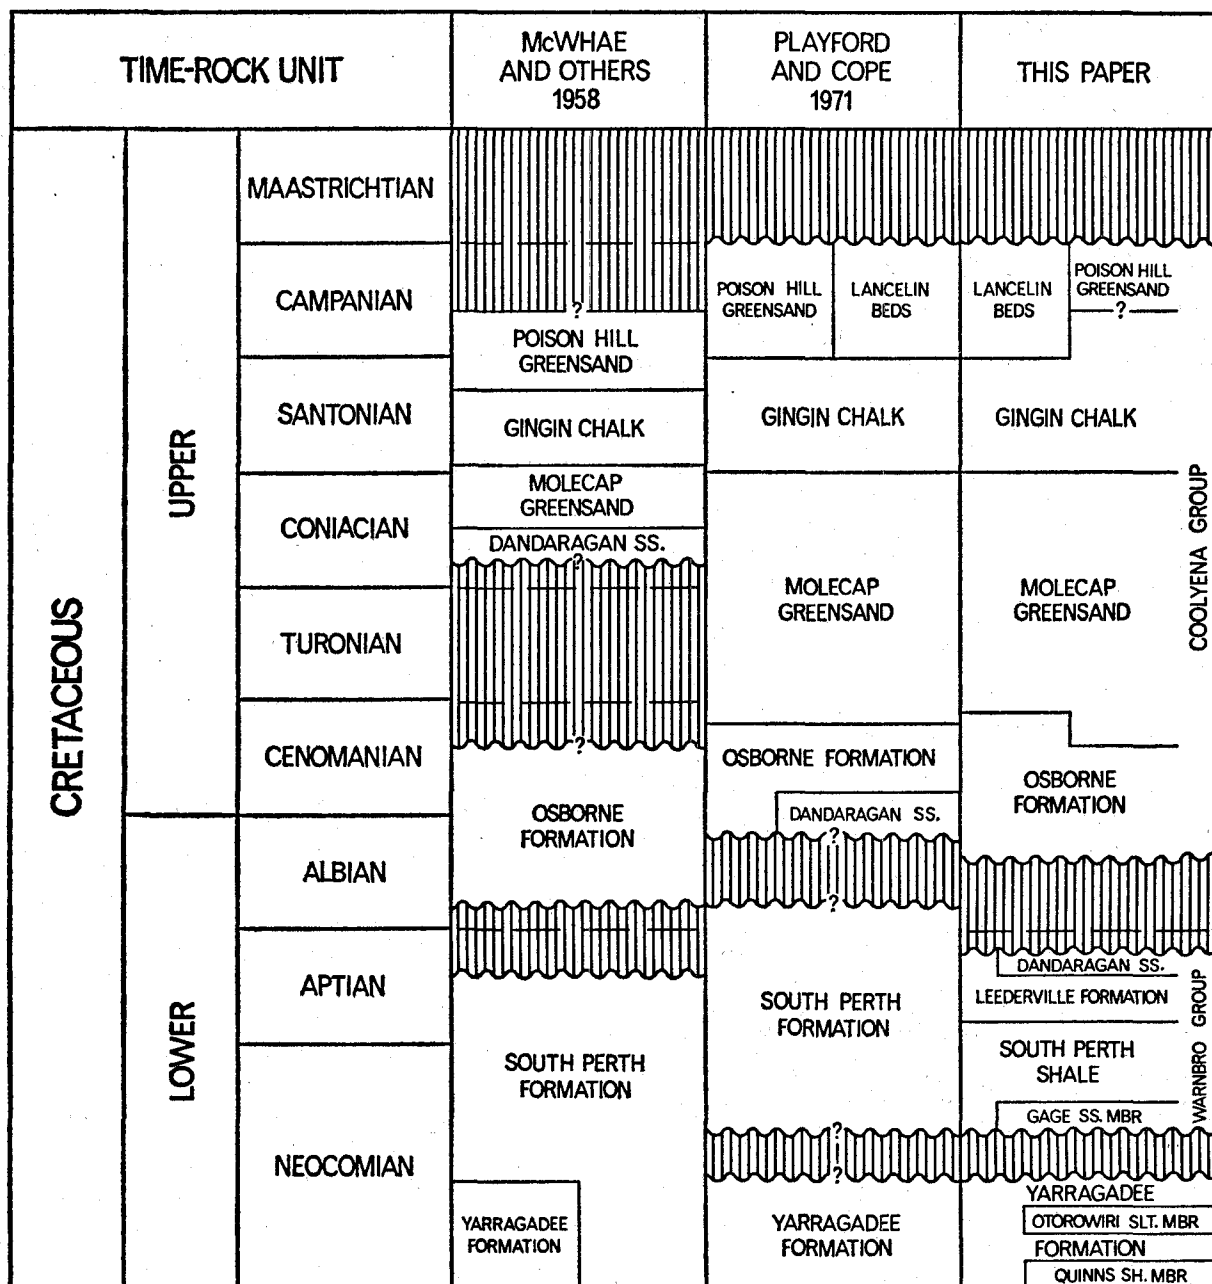 TIME-ROCK UNIT
McWHAE
AND OTHERS
1958
PLAYFORD
AND COPE
1971
THIS PAPER
CRETACEOUS
UPPER
LOWER
MAASTRICHTIAN
CAMPANIAN
SANTONIAN
CONIACIAN
TURONIAN
CENOMANIAN
ALBIAN
APTIAN
NEOCOMIAN
?
POISON HILL
GREENSAND
GINGIN CHALK
MOLECAP
GREENSAND
DANDARAGAN SS.
?
?
OSBORNE
FORMATION
SOUTH PERTH
FORMATION
YARRAGADEE
FORMATION
POISON HILL
GREENSAND
LANCELIN
BEDS
GINGIN CHALK
MOLECAP
GREENSAND
OSBORNE FORMATION
DANDARAGAN SS.
?
?
SOUTH PERTH
FORMATION
?
?
YARRAGADEE
FORMATION
LANCELIN
BEDS
POISON HILL
GREENSAND
?
GINGIN CHALK
MOLECAP
GREENSAND
OSBORNE
FORMATION
COOLYENA GROUP
DANDARAGAN SS.
LEEDERVILLE FORMATION
SOUTH PERTH
SHALE
GAGE SS. MBR
WARNBRO GROUP
YARRAGADEE
OTOROWIRI SLT. MBR
FORMATION
QUINNS SH. MBR